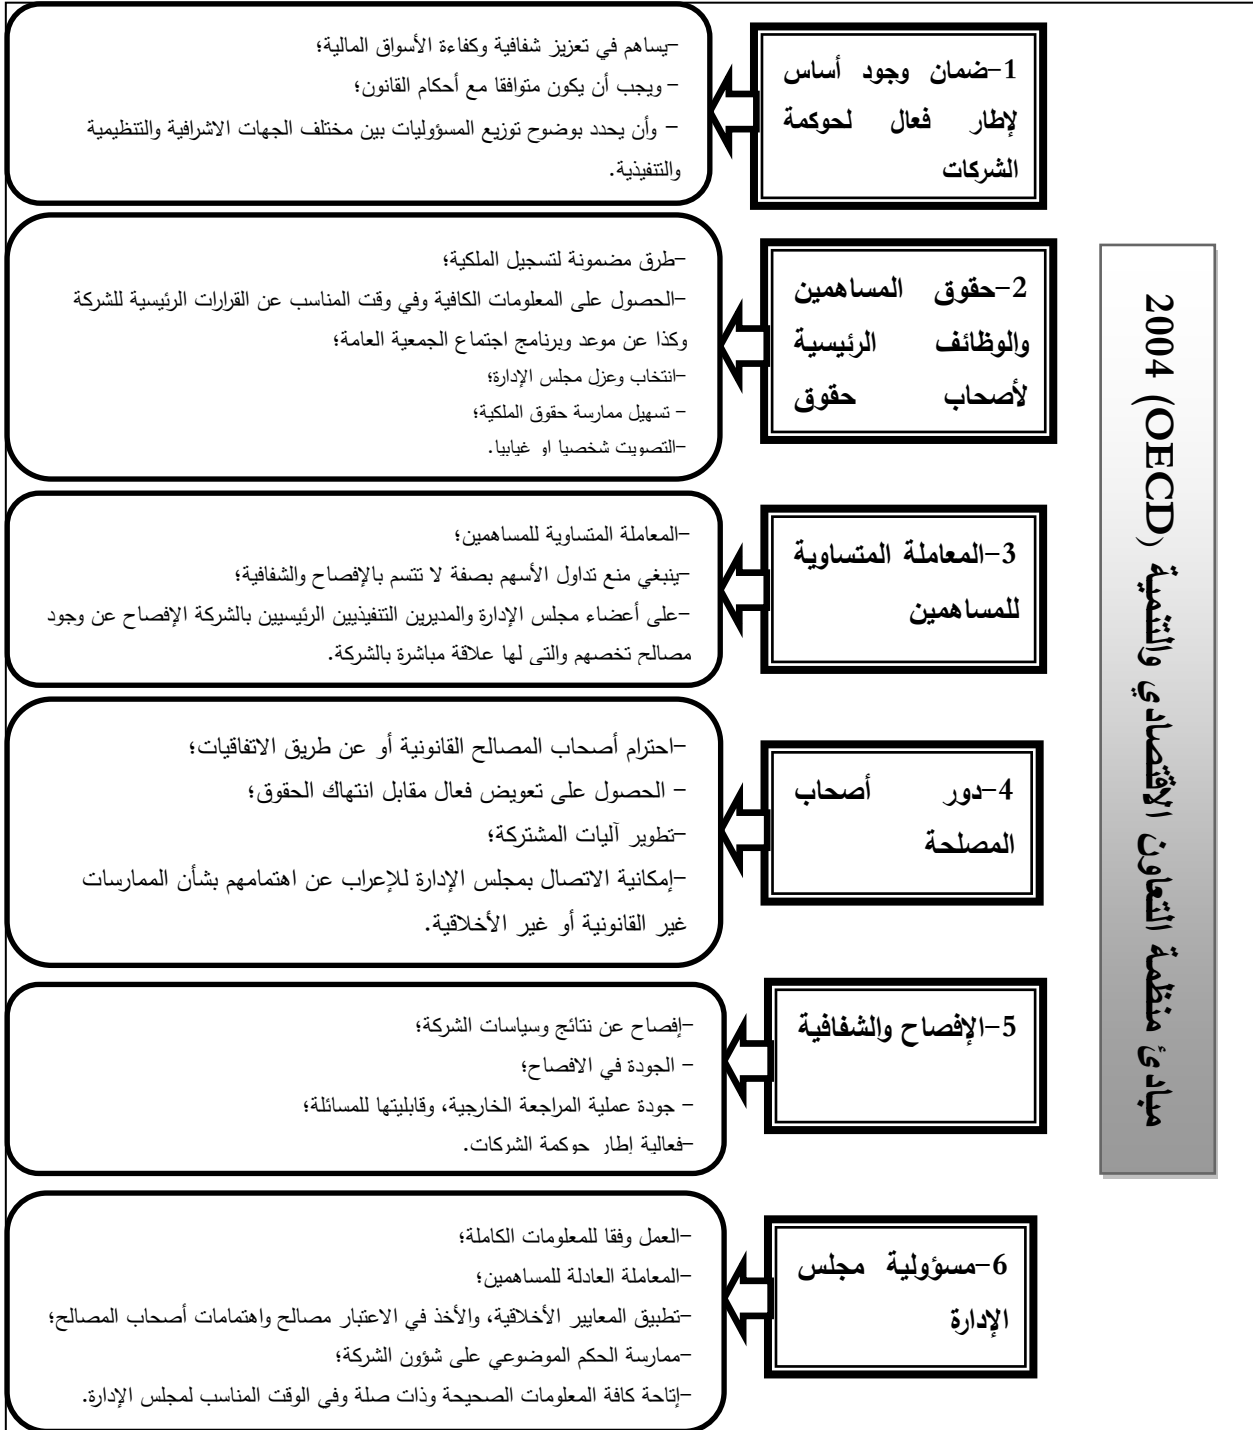 مبادئ منظمة التعاون الاقتصادي والتنمية (OECD) 2004
1-ضمان وجود أساس
لإطار فعال لحوكمة
الشركات
-يساهم في تعزيز شفافية وكفاءة الأسواق المالية؛
- ويجب أن يكون متوافقا مع أحكام القانون؛
- وأن يحدد بوضوح توزيع المسؤوليات بين مختلف الجهات الاشرافية والتنظيمية
والتنفيذية.
2-حقوق المساهمين
والوظائف الرئيسية
لأصحاب حقوق
-طرق مضمونة لتسجيل الملكية؛
-الحصول على المعلومات الكافية وفي وقت المناسب عن القرارات الرئيسية للشركة
وكذا عن موعد وبرنامج اجتماع الجمعية العامة؛
-انتخاب وعزل مجلس الإدارة؛
- تسهيل ممارسة حقوق الملكية؛
-التصويت شخصيا او غيابيا.
3-المعاملة المتساوية
للمساهمين
-المعاملة المتساوية للمساهمين؛
-ينبغي منع تداول الأسهم بصفة لا تتسم بالإفصاح والشفافية؛
-على أعضاء مجلس الإدارة والمديرين التنفيذيين الرئيسيين بالشركة الإفصاح عن وجود
مصالح تخصهم والتي لها علاقة مباشرة بالشركة.
4-دور أصحاب
المصلحة
-احترام أصحاب المصالح القانونية أو عن طريق الاتفاقيات؛
- الحصول على تعويض فعال مقابل انتهاك الحقوق؛
-تطوير آليات المشتركة؛
-إمكانية الاتصال بمجلس الإدارة للإعراب عن اهتمامهم بشأن الممارسات
غير القانونية أو غير الأخلاقية.
5-الإفصاح والشفافية
-إفصاح عن نتائج وسياسات الشركة؛
- الجودة في الافصاح؛
- جودة عملية المراجعة الخارجية، وقابليتها للمسائلة؛
-فعالية إطار حوكمة الشركات.
6-مسؤولية مجلس
الإدارة
-العمل وفقا للمعلومات الكاملة؛
-المعاملة العادلة للمساهمين؛
-تطبيق المعايير الأخلاقية، والأخذ في الاعتبار مصالح واهتمامات أصحاب المصالح؛
-ممارسة الحكم الموضوعي على شؤون الشركة؛
-إتاحة كافة المعلومات الصحيحة وذات صلة وفي الوقت المناسب لمجلس الإدارة.